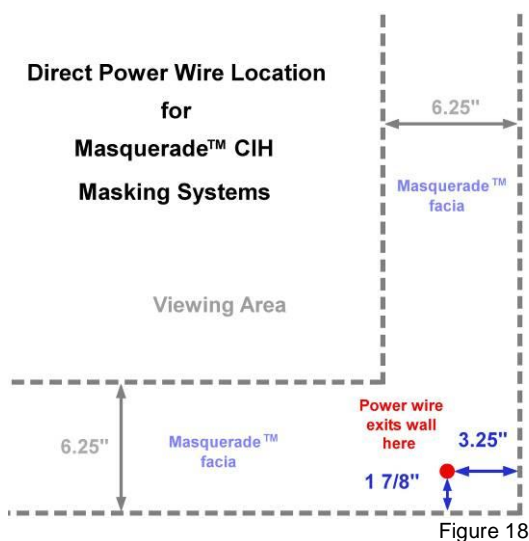 Direct Power Wire Location
for
Masquerade™ CIH
Masking Systems
6.25"
Masquerade™
facia
Viewing Area
6.25"
Masquerade™
facia
Power wire
exits wall
here
3.25"
1 7/8"
Figure 18